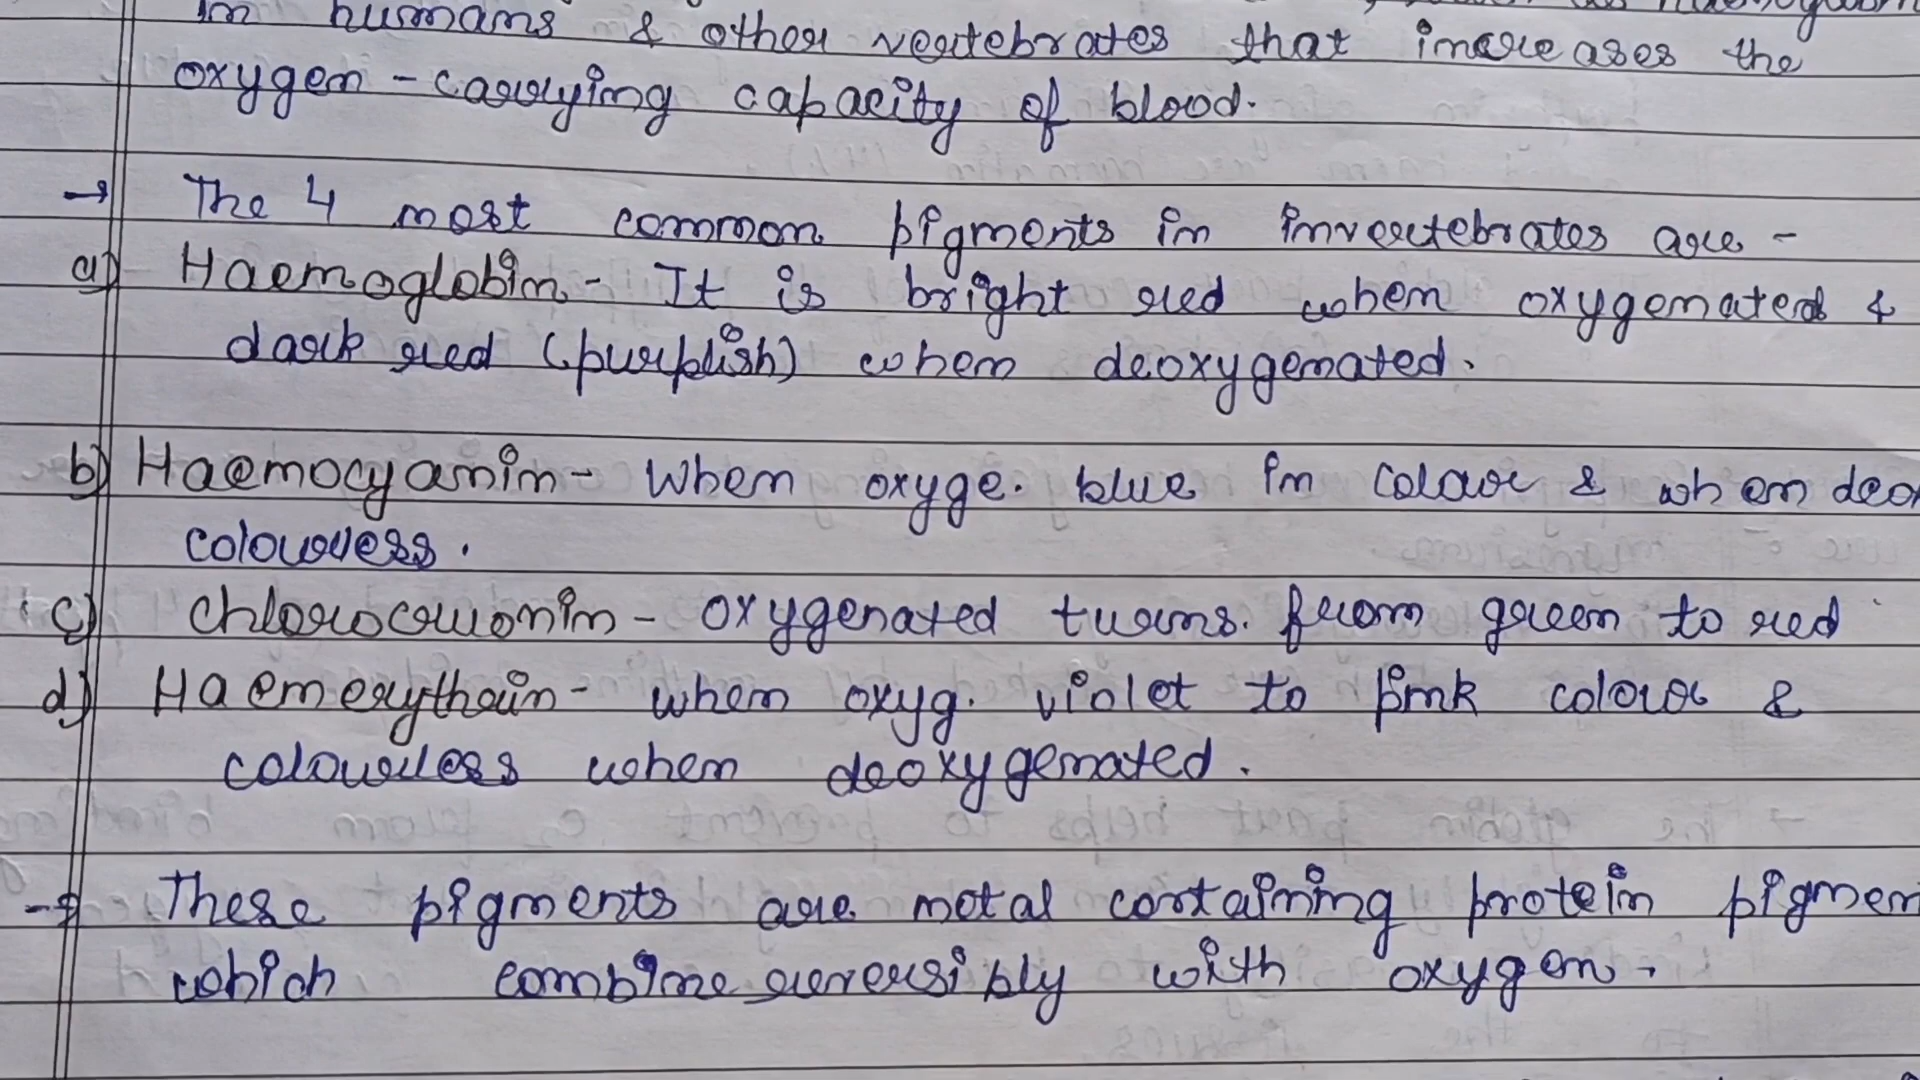 in humans & other vertebrates that increases the
oxygen-carrying capacity of blood.
→ The 4 most common pigments in invertebrates are -
a) Haemoglobin - It is bright red when oxygenated &
dark red (purplish) when deoxygenated.
b) Haemocyanin - When oxyge. blue in colour & when deox
colourless.
c) Chlorocruonin - oxygenated turns. from green to red
d) Haemerythrin - when oxyg. violet to pink colour &
colourless when deoxygenated.
→ These pigments are metal containing protein pigmen
which combine reversibly with oxygen.